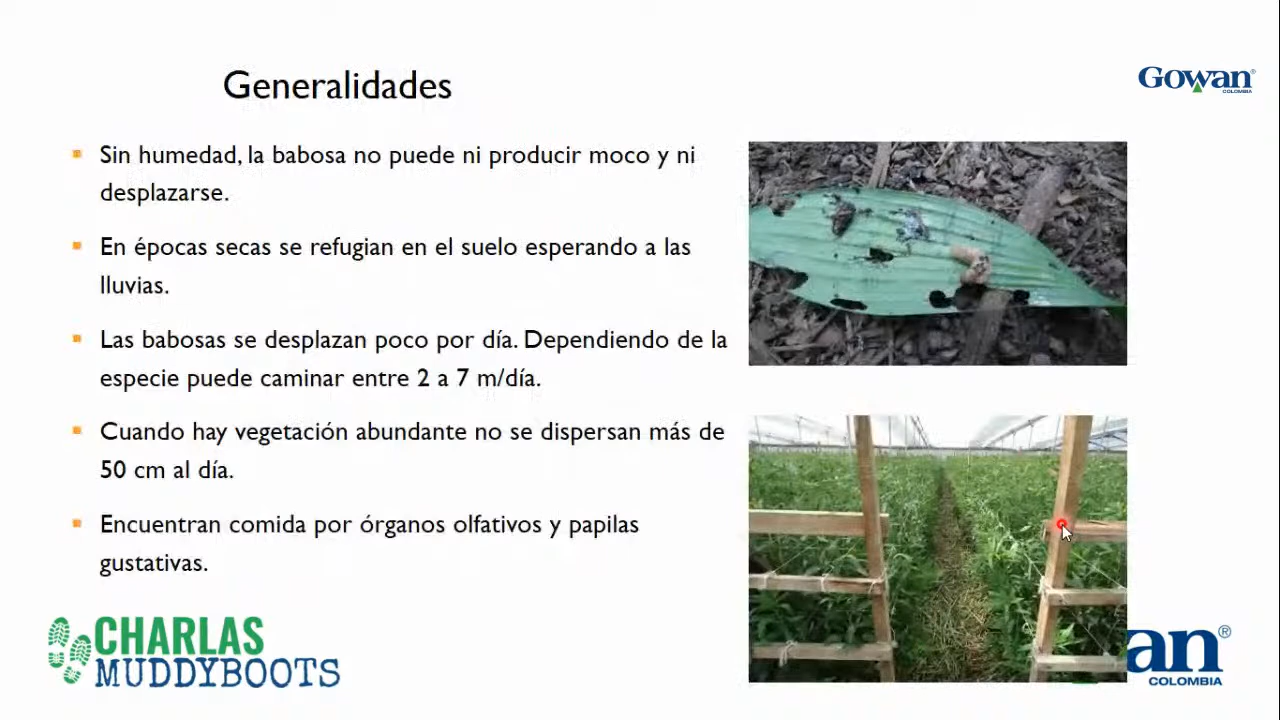 Generalidades
Gowan®
COLOMBIA
Sin humedad, la babosa no puede ni producir moco y ni
desplazarse.
En épocas secas se refugian en el suelo esperando a las
lluvias.
Las babosas se desplazan poco por día. Dependiendo de la
especie puede caminar entre 2 a 7 m/día.
Cuando hay vegetación abundante no se dispersan más de
50 cm al día.
Encuentran comida por órganos olfativos y papilas
gustativas.
CHARLAS
MUDDYBOOTS
an®
COLOMBIA